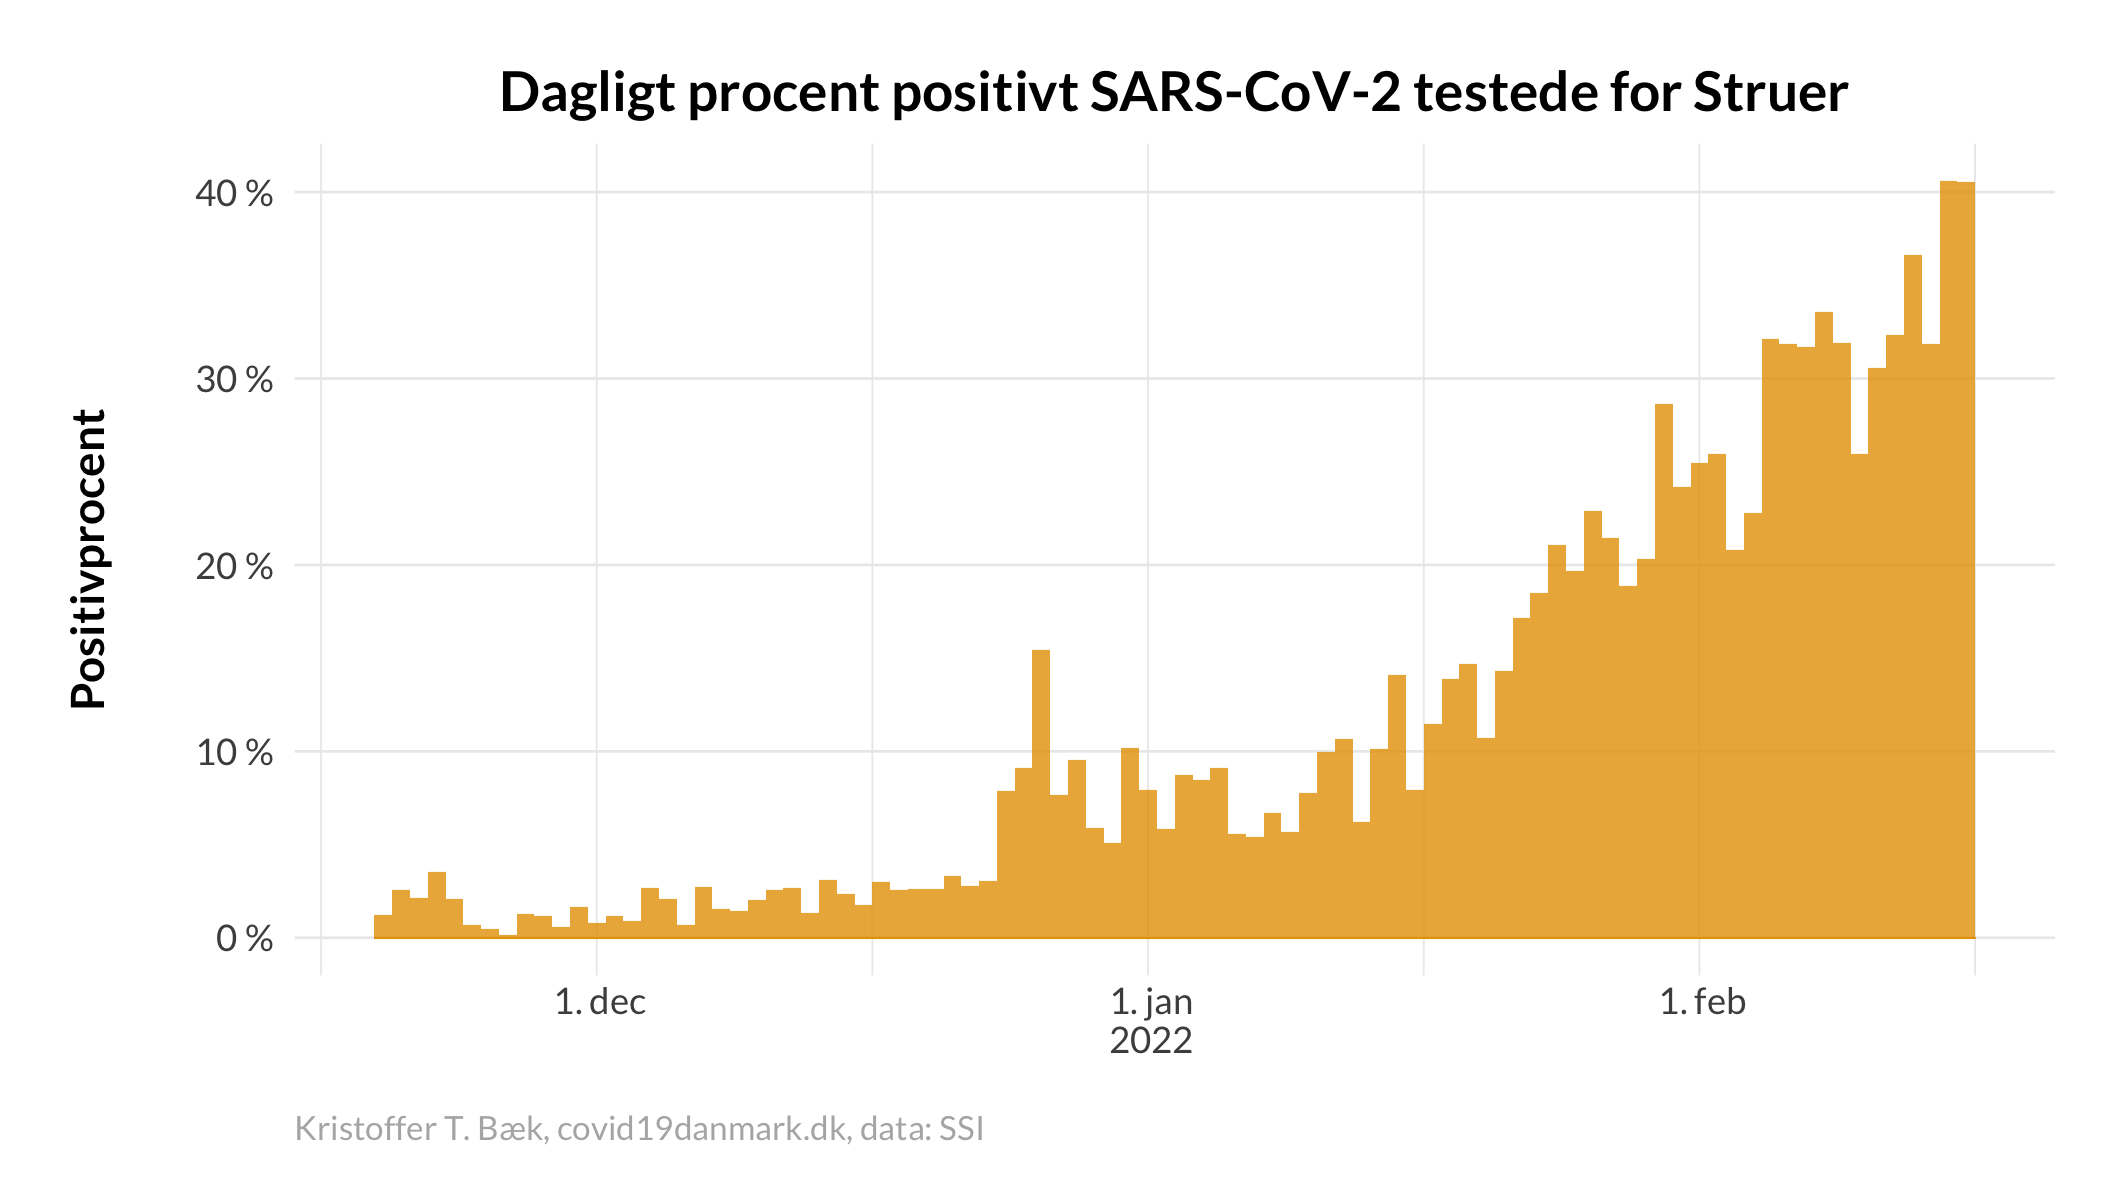 Dagligt procent positivt SARS-CoV-2 testede for Struer
Positivprocent
40 %
30 %
20 %
10 %
0 %
1. dec
1. jan
2022
1. feb
Kristoffer T. Bæk, covid19danmark.dk, data: SSI